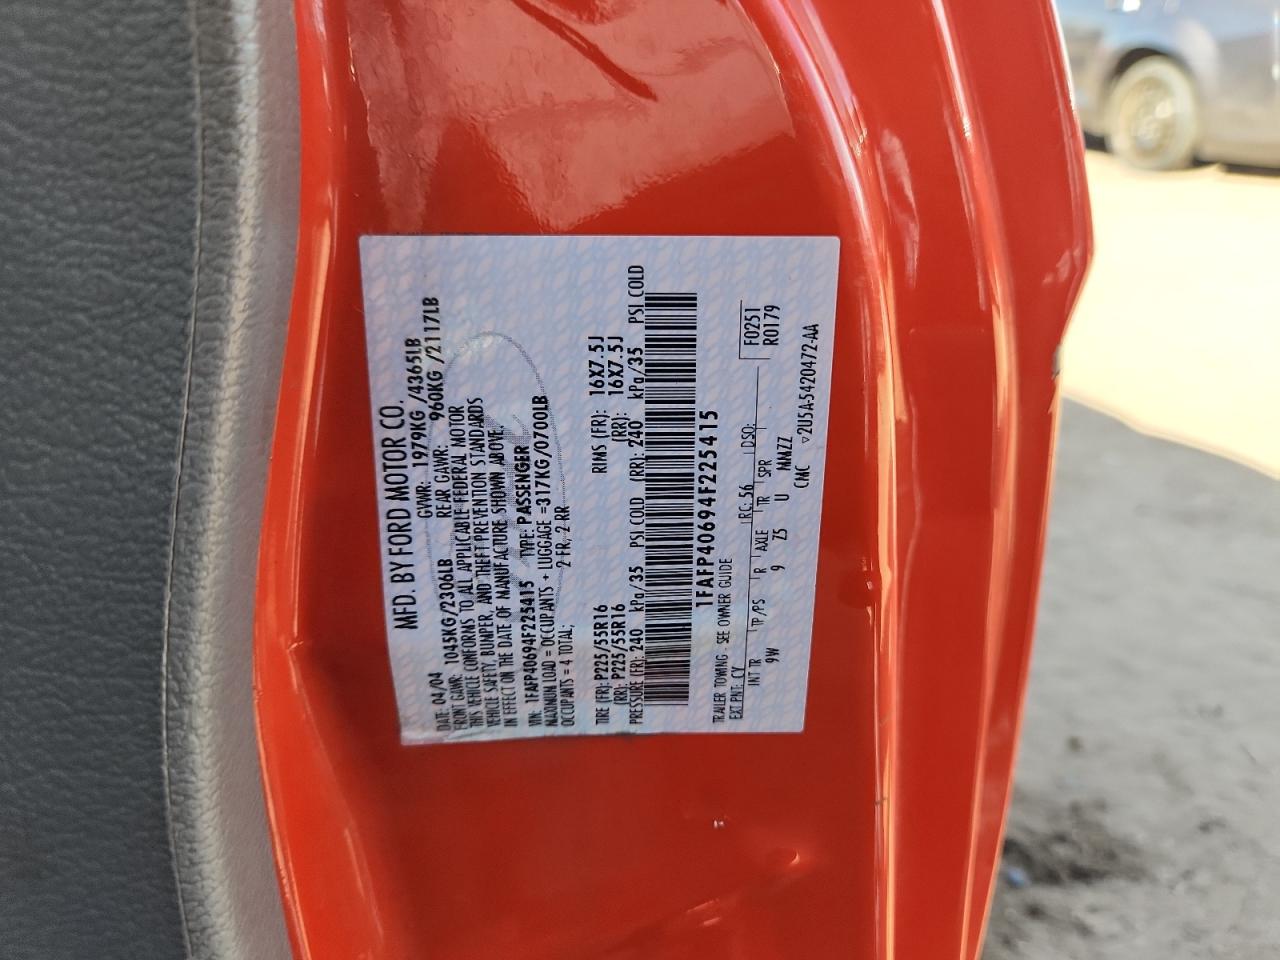 MFD. BY FORD MOTOR CO.
DATE: 04/04 GVWR: 1979KG/4365LB
FRONT GAWR: 1045KG/2306LB REAR GAWR: 960KG/2117LB
THIS VEHICLE CONFORMS TO ALL APPLICABLE FEDERAL MOTOR
VEHICLE SAFETY, BUMPER, AND THEFT PREVENTION STANDARDS
IN EFFECT ON THE DATE OF MANUFACTURE SHOWN ABOVE.
VIN: 1FAFP40694F225415 TYPE: PASSENGER
MAXIMUM LOAD = OCCUPANTS + LUGGAGE =317KG/0700LB
OCCUPANTS = 4 TOTAL; 2 FR, 2 RR
TIRE (FR): P225/55R16 RIMS (FR): 16X7.5J
(RR): P225/55R16 (RR): 16X7.5J
PRESSURE (FR): 240 kPa/35 PSI COLD (RR): 240 kPa/35 PSI COLD
1FAFP40694F225415
TRAILER TOWING - SEE OWNER GUIDE
F0251
EXT PNT: CY RC: 56 DSO: R0179
INT TR TP/PS R AXLE TR SPR
9W 9 Z5 U MMZZ
CMC ▽2U5A-5420472-AA